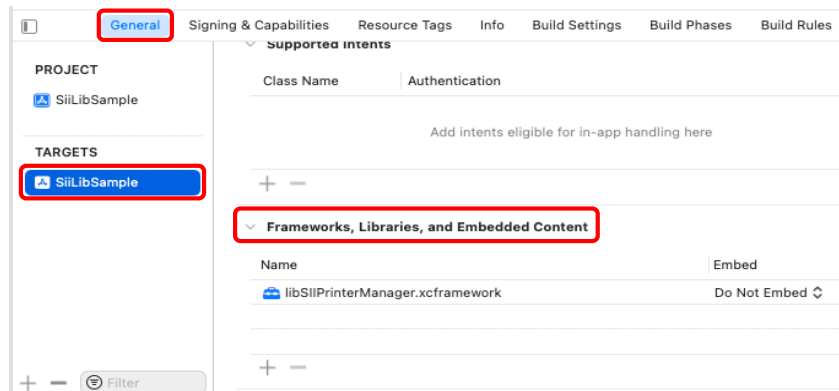 General Signing & Capabilities Resource Tags Info Build Settings Build Phases Build Rules
PROJECT
SiiLibSample
TARGETS
SiiLibSample
Filter
Supported Intents
Class Name Authentication
Add intents eligible for in-app handling here
Frameworks, Libraries, and Embedded Content
Name Embed
libSIIPrinterManager.xcframework Do Not Embed